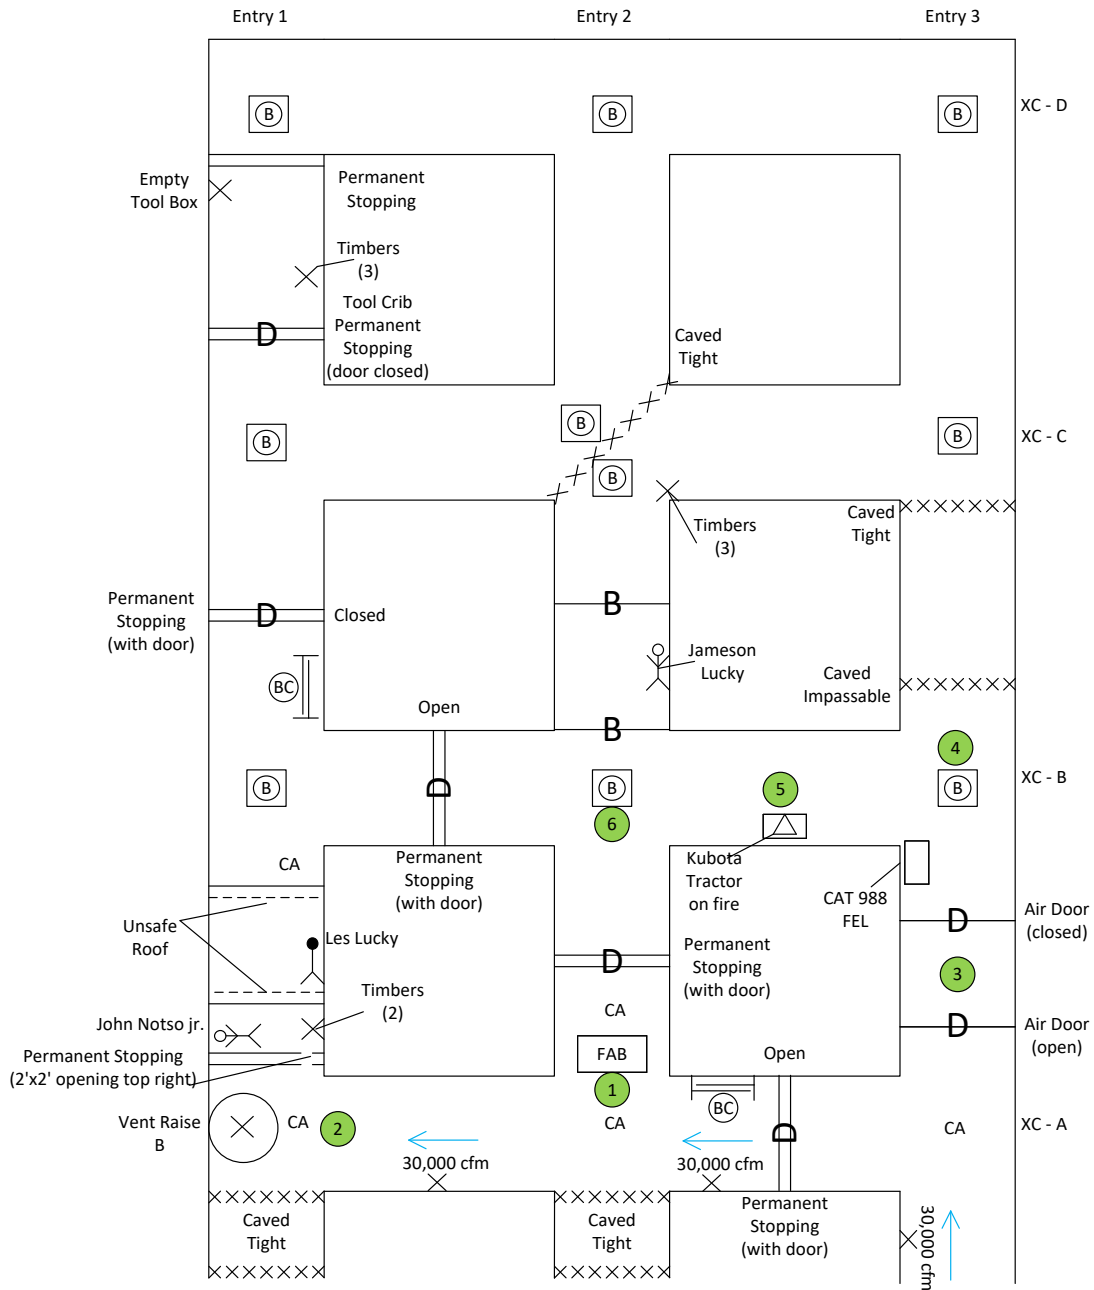 Entry 1
Entry 2
Entry 3
B
B
B
XC - D
Empty
Tool Box
Permanent
Stopping
Timbers
(3)
Tool Crib
Permanent
Stopping
(door closed)
D
Caved
Tight
B
B
B
B
XC - C
Timbers
(3)
Caved
Tight
Permanent
Stopping
(with door)
D
Closed
B
Jameson
Lucky
Caved
Impassable
BC
Open
B
4
D
B
B
B
5
6
XC - B
CA
Permanent
Stopping
(with door)
Kubota
Tractor
on fire
CAT 988
FEL
Unsafe
Roof
Les Lucky
D
Permanent
Stopping
(with door)
D
Air Door
(closed)
3
Timbers
(2)
John Notso jr.
CA
D
Air Door
(open)
Permanent Stopping
(2'x2' opening top right)
FAB
Open
1
BC
Vent Raise
B
CA
2
CA
D
CA
XC - A
30,000 cfm
30,000 cfm
Caved
Tight
Caved
Tight
Permanent
Stopping
(with door)
30,000 cfm